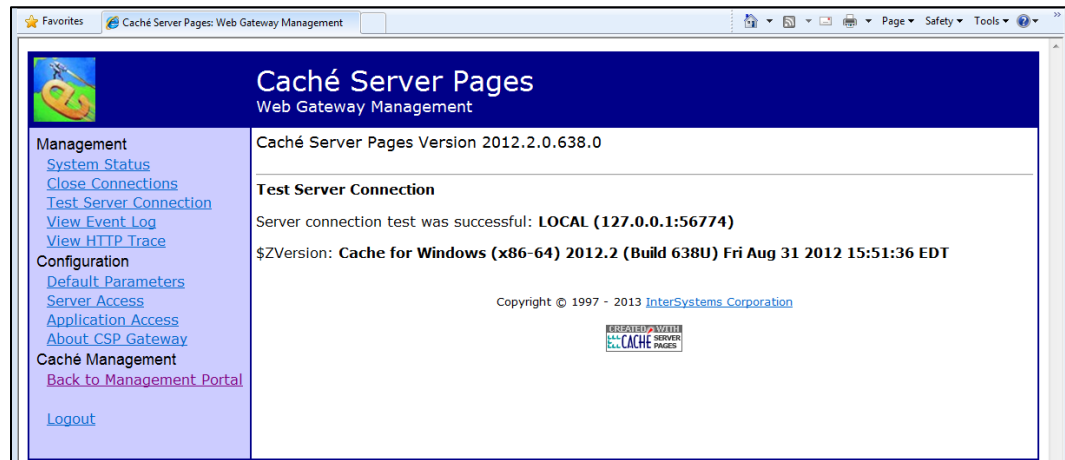 Favorites
Caché Server Pages: Web Gateway Management
Page
Safety
Tools
Caché Server Pages
Web Gateway Management
Management
System Status
Close Connections
Test Server Connection
View Event Log
View HTTP Trace
Configuration
Default Parameters
Server Access
Application Access
About CSP Gateway
Caché Management
Back to Management Portal
Logout
Caché Server Pages Version 2012.2.0.638.0
Test Server Connection
Server connection test was successful: LOCAL (127.0.0.1:56774)
$ZVersion: Cache for Windows (x86-64) 2012.2 (Build 638U) Fri Aug 31 2012 15:51:36 EDT
Copyright © 1997 - 2013 InterSystems Corporation
CREATED WITH
CACHÉ SERVER PAGES